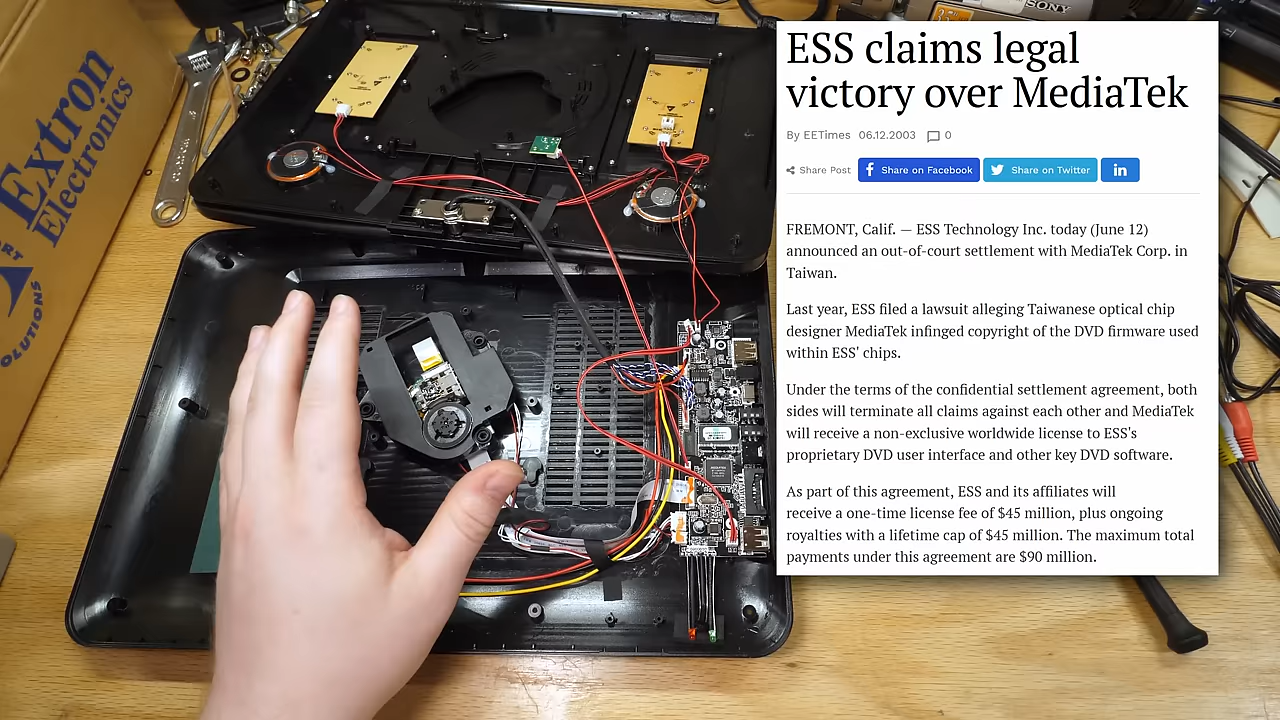 Extron
Electronics
OLUTIONS
SONY
ESS claims legal
victory over MediaTek
By EETimes 06.12.2003 0
Share Post Share on Facebook Share on Twitter in
FREMONT, Calif. — ESS Technology Inc. today (June 12)
announced an out-of-court settlement with MediaTek Corp. in
Taiwan.
Last year, ESS filed a lawsuit alleging Taiwanese optical chip
designer MediaTek infinged copyright of the DVD firmware used
within ESS' chips.
Under the terms of the confidential settlement agreement, both
sides will terminate all claims against each other and MediaTek
will receive a non-exclusive worldwide license to ESS's
proprietary DVD user interface and other key DVD software.
As part of this agreement, ESS and its affiliates will
receive a one-time license fee of $45 million, plus ongoing
royalties with a lifetime cap of $45 million. The maximum total
payments under this agreement are $90 million.